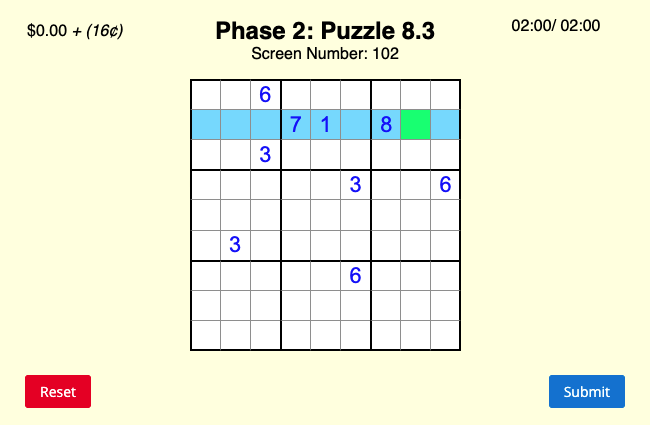 $0.00 + (16¢)
Phase 2: Puzzle 8.3
02:00/ 02:00
Screen Number: 102
6
7 1 8
3
3 6
3
6
Reset
Submit